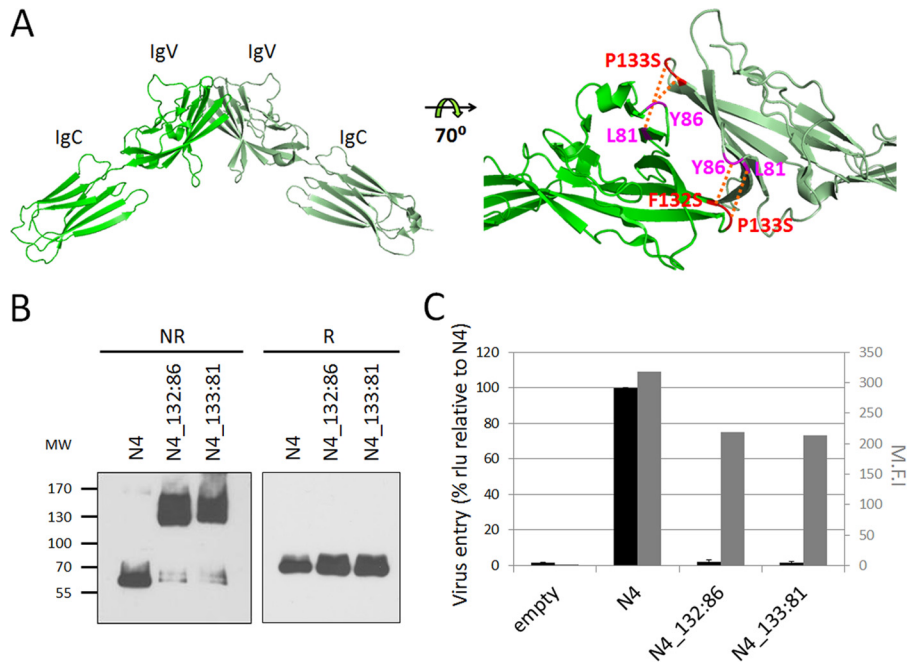 A
IgV
IgV
IgC
IgC
70⁰
P133S
Y86
L81
Y86
L81
F132S
P133S
B
NR
R
N4
N4_132:86
N4_133:81
N4
N4_132:86
N4_133:81
MW
170
130
100
70
55
C
Virus entry (% rlu relative to N4)
120
100
80
60
40
20
0
350
300
250
200
150
100
50
0
M.F.I
empty
N4
N4_132:86
N4_133:81